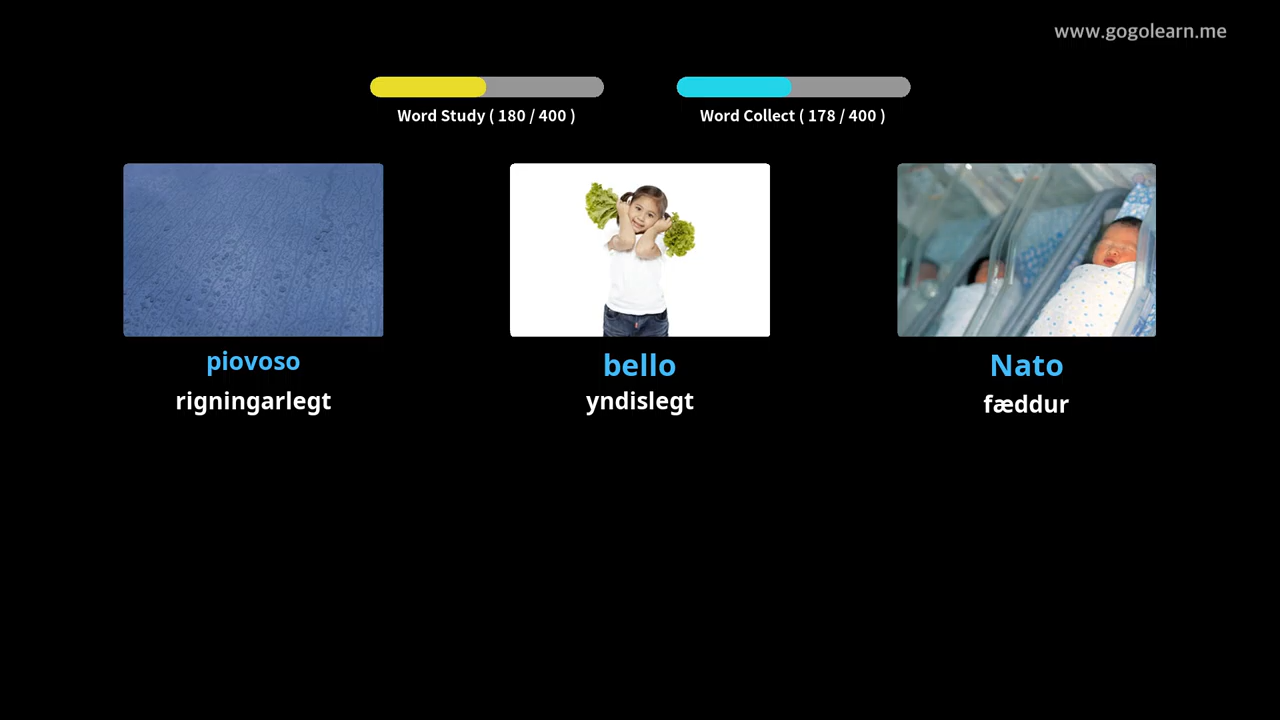 www.gogolearn.me
Word Study ( 180 / 400 )
Word Collect ( 178 / 400 )
piovoso
bello
Nato
rigningarlegt
yndislegt
fæddur